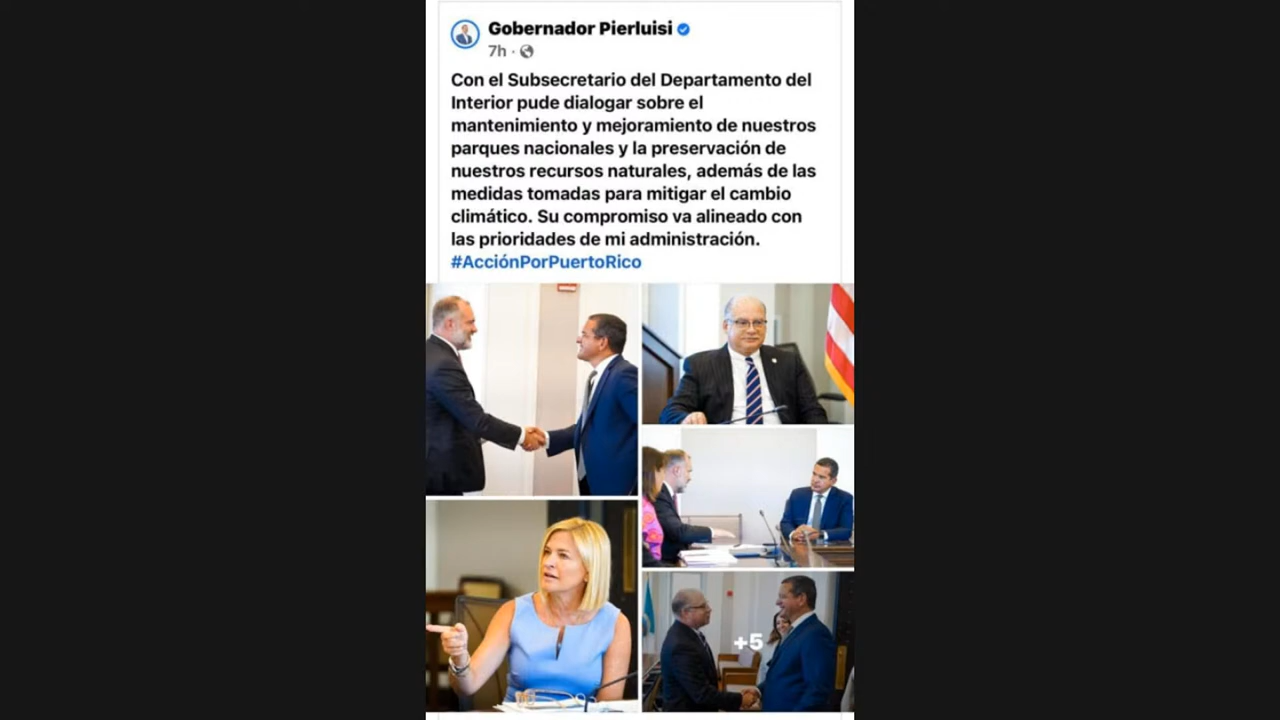 Gobernador Pierluisi
7h ·
Con el Subsecretario del Departamento del
Interior pude dialogar sobre el
mantenimiento y mejoramiento de nuestros
parques nacionales y la preservación de
nuestros recursos naturales, además de las
medidas tomadas para mitigar el cambio
climático. Su compromiso va alineado con
las prioridades de mi administración.
#AcciónPorPuertoRico
+5